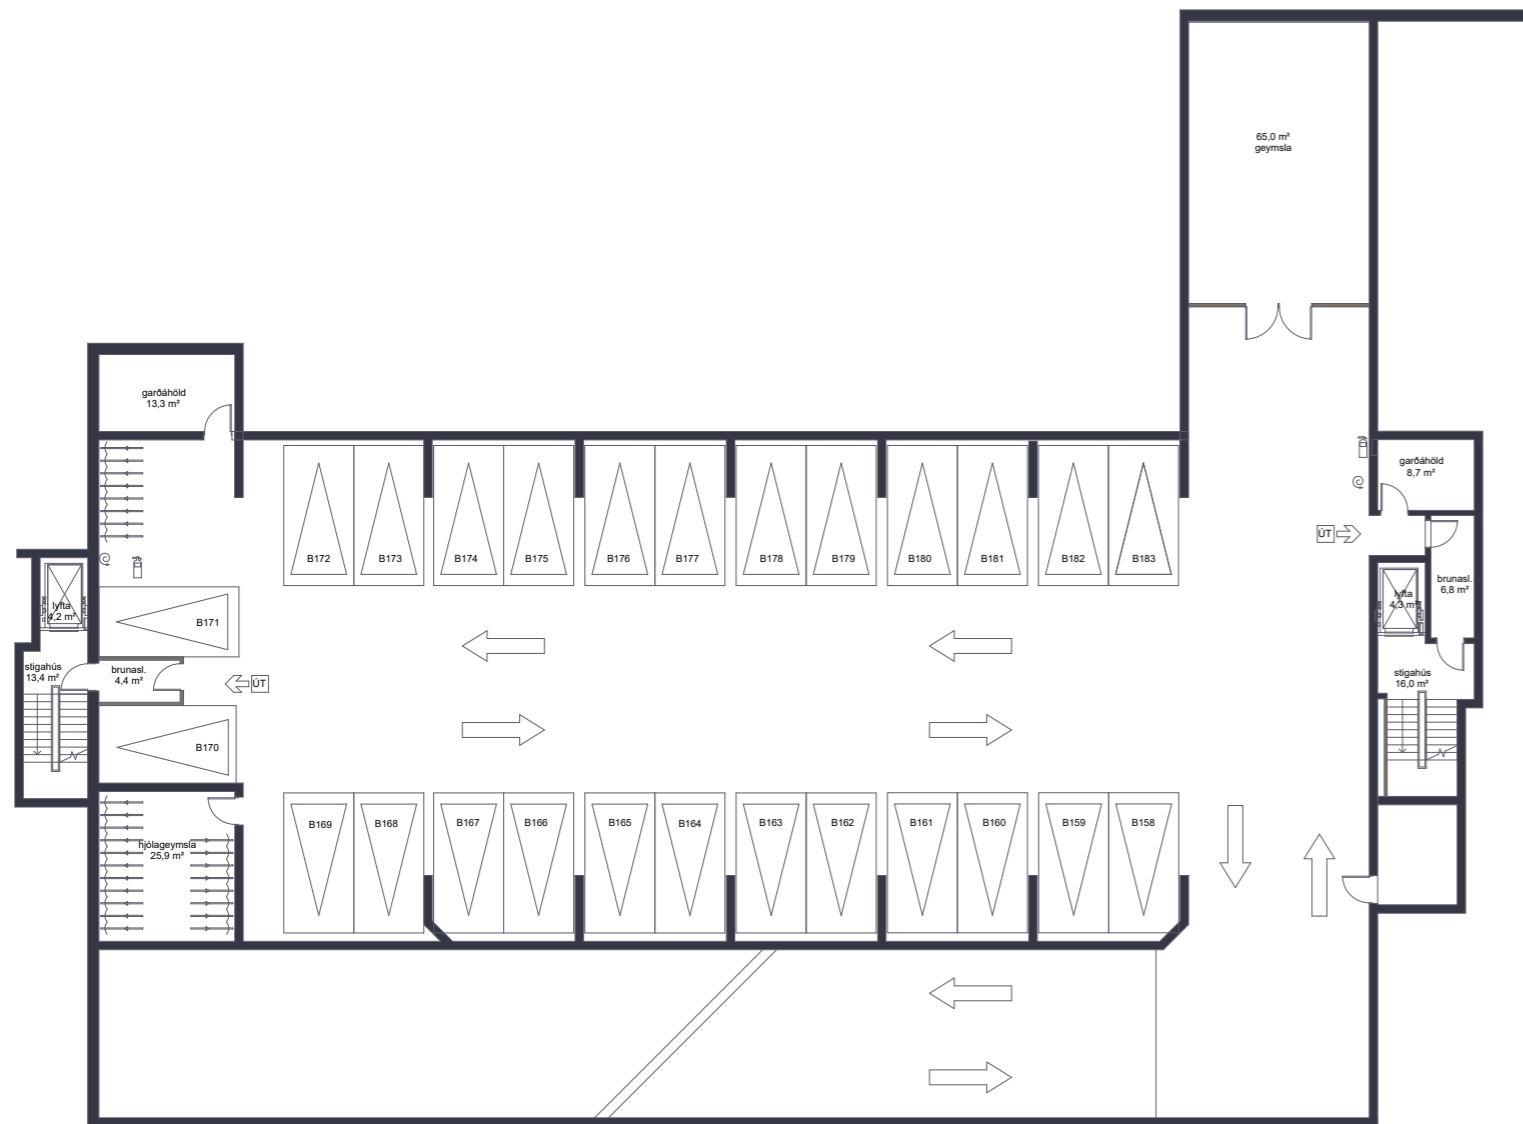 65,0 m²
geymsla
garðáhöld
13,3 m²
garðáhöld
8,7 m²
ÚT
B172
B173
B174
B175
B176
B177
B178
B179
B180
B181
B182
B183
brunasl.
6,8 m²
lyfta
4,2 m²
lyfta
4,3 m²
B171
stigahús
13,4 m²
brunasl.
4,4 m²
ÚT
stigahús
16,0 m²
B170
B169
B168
B167
B166
B165
B164
B163
B162
B161
B160
B159
B158
hjólageymsla
25,9 m²